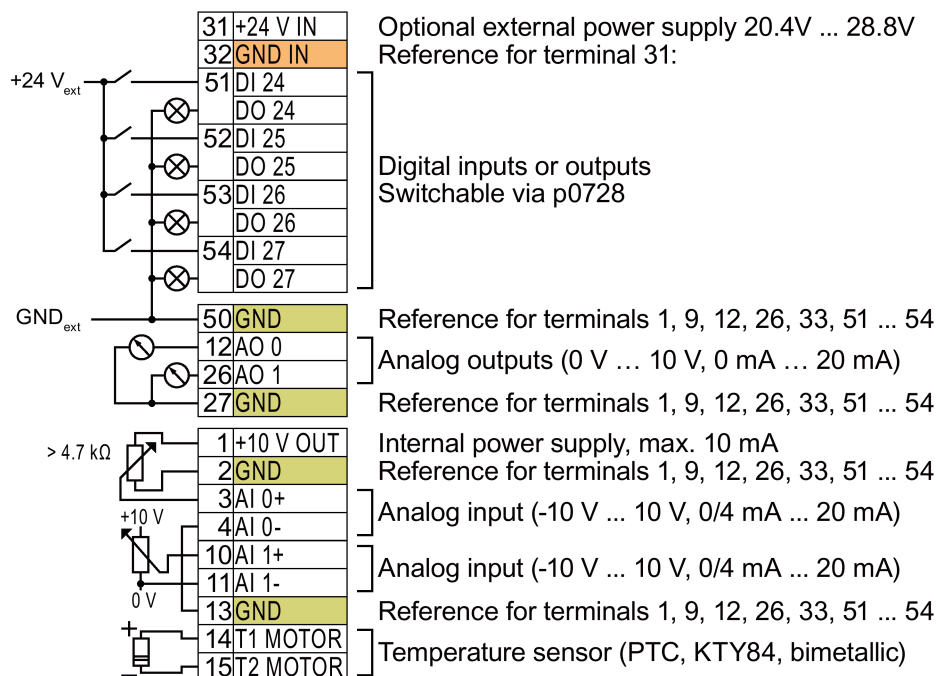 31 +24 V IN Optional external power supply 20.4V ... 28.8V
32 GND IN Reference for terminal 31:
+24 Vext 51 DI 24
DO 24
52 DI 25
DO 25 Digital inputs or outputs
53 DI 26 Switchable via p0728
DO 26
54 DI 27
DO 27
GNDext 50 GND Reference for terminals 1, 9, 12, 26, 33, 51 ... 54
12 AO 0
Analog outputs (0 V … 10 V, 0 mA … 20 mA)
26 AO 1
27 GND Reference for terminals 1, 9, 12, 26, 33, 51 ... 54
1 +10 V OUT Internal power supply, max. 10 mA
> 4.7 kΩ
2 GND Reference for terminals 1, 9, 12, 26, 33, 51 ... 54
3 AI 0+
Analog input (-10 V ... 10 V, 0/4 mA ... 20 mA)
+10 V
4 AI 0-
10 AI 1+
Analog input (-10 V ... 10 V, 0/4 mA ... 20 mA)
11 AI 1-
0 V
13 GND Reference for terminals 1, 9, 12, 26, 33, 51 ... 54
+
14 T1 MOTOR
Temperature sensor (PTC, KTY84, bimetallic)
15 T2 MOTOR
–